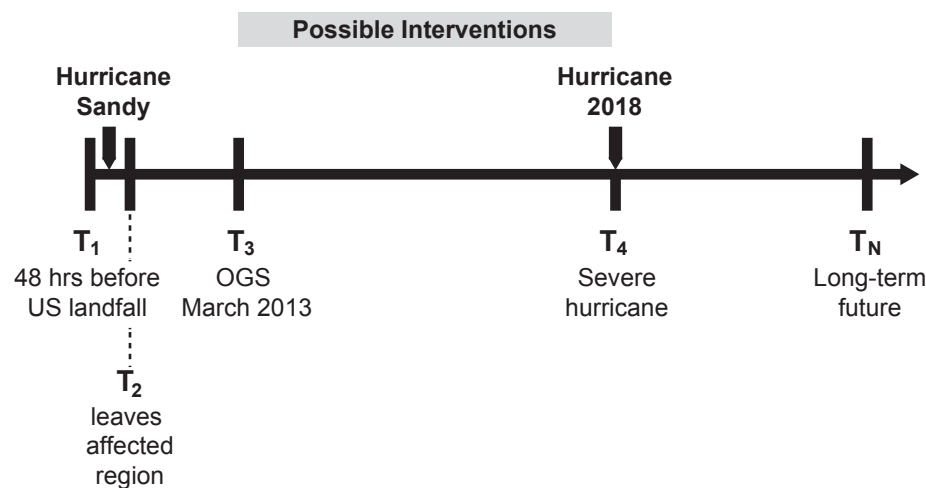 Possible Interventions
Hurricane
Sandy
Hurricane
2018
T1
48 hrs before
US landfall
T3
OGS
March 2013
T4
Severe
hurricane
TN
Long-term
future
T2
leaves
affected
region